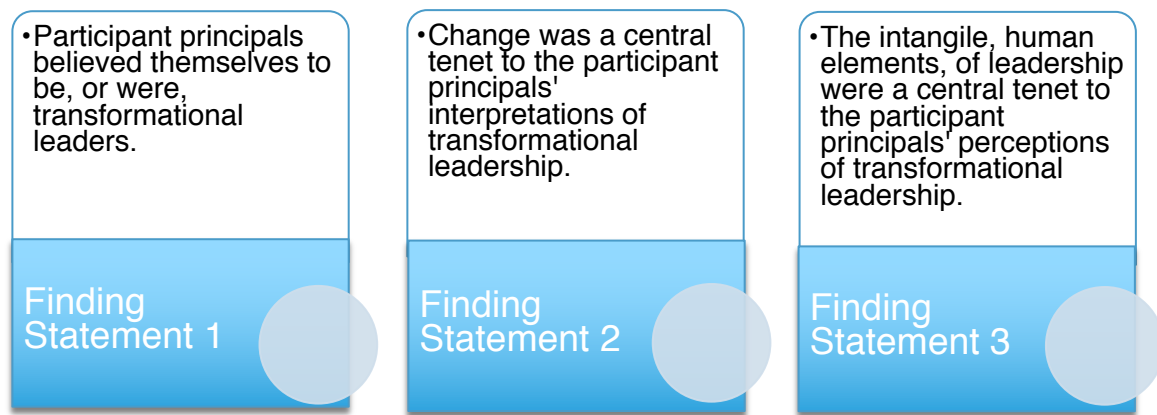 •Participant principals
believed themselves to
be, or were,
transformational
leaders.
Finding
Statement 1
•Change was a central
tenet to the participant
principals'
interpretations of
transformational
leadership.
Finding
Statement 2
•The intangile, human
elements, of leadership
were a central tenet to
the participant
principals' perceptions
of transformational
leadership.
Finding
Statement 3